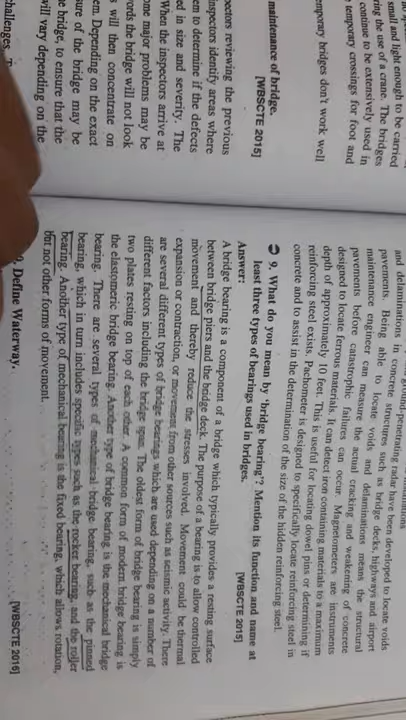 small and light enough to be carried
ring the use of a crane. The bridges
continue to be extensively used in
temporary crossings for foot and
emporary bridges don't work well
maintenance of bridge.
[WBSCTE 2015]
pectors reviewing the previous
inspectors identify areas where
en to determine if the defects
ed in size and severity. The
When the inspectors arrive at
ome major problems may be
ords the bridge will not look
s will then concentrate on
em. Depending on the exact
ure of the bridge may be
e bridge to ensure that the
will vary depending on the
challenges.
and delaminations in concrete structures such as bridge decks, highways and airport
pavements. Being able to locate voids and delaminations means the structural
maintenance engineer can measure the actual cracking and weakening of concrete
pavements before catastrophic failures can occur. Magnetometers are instruments
designed to locate ferrous materials. It can detect iron containing materials to a maximum
depth of approximately 10 feet. This is useful for locating dowel pins or determining if
reinforcing steel exists. Pachometer is designed to specifically locate reinforcing steel in
concrete and to assist in the determination of the size of the hidden reinforcing steel.
9. What do you mean by 'bridge bearing'? Mention its function and name at
least three types of bearings used in bridges.
[WBSCTE 2015]
Answer:
A bridge bearing is a component of a bridge which typically provides a resting surface
between bridge piers and the bridge deck. The purpose of a bearing is to allow controlled
movement and thereby reduce the stresses involved. Movement could be thermal
expansion or contraction, or movement from other sources such as seismic activity. There
are several different types of bridge bearings which are used depending on a number of
different factors including the bridge span. The oldest form of bridge bearing is simply
two plates resting on top of each other. A common form of modern bridge bearing is
the elastomeric bridge bearing. Another type of bridge bearing is the mechanical bridge
bearing. There are several types of mechanical bridge bearing, such as the pinned
bearing, which in turn includes specific types such as the rocker bearing, and the roller
bearing. Another type of mechanical bearing is the fixed bearing, which allows rotation,
but not other forms of movement.
Define Waterway.
[WBSCTE 2016]